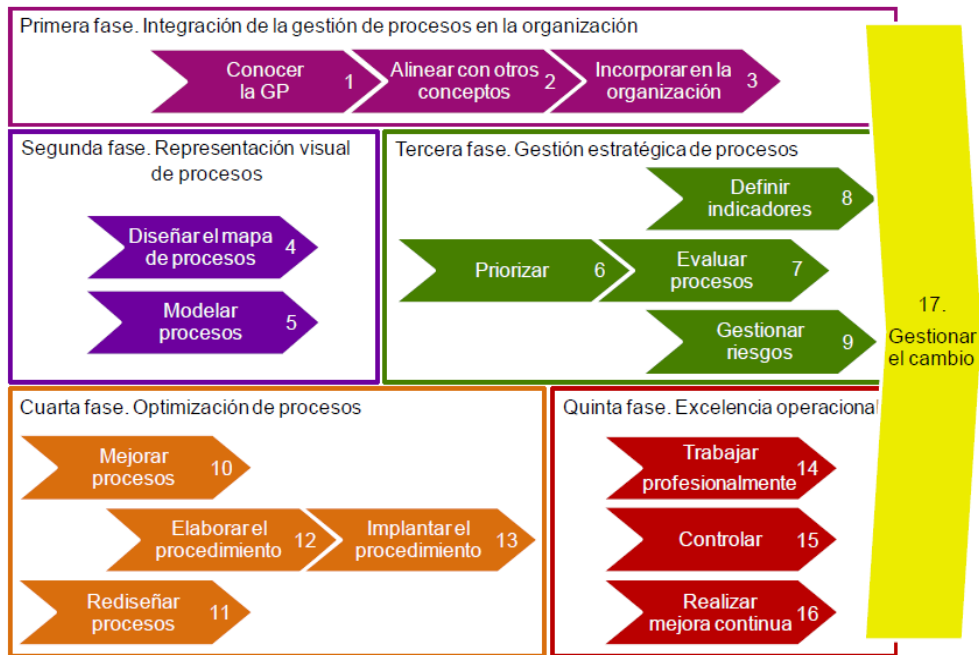 Primera fase. Integración de la gestión de procesos en la organización
Conocer
la GP
1
Alinear con otros
conceptos
2
Incorporar en la
organización
3
Segunda fase. Representación visual
de procesos
Diseñar el mapa
de procesos
4
Modelar
procesos
5
Tercera fase. Gestión estratégica de procesos
Definir
indicadores
8
Priorizar
6
Evaluar
procesos
7
Gestionar
riesgos
9
Cuarta fase. Optimización de procesos
Mejorar
procesos
10
Elaborar el
procedimiento
12
Implantar el
procedimiento
13
Rediseñar
procesos
11
Quinta fase. Excelencia operacional
Trabajar
profesionalmente
14
Controlar
15
Realizar
mejora continua
16
17.
Gestionar
el cambio